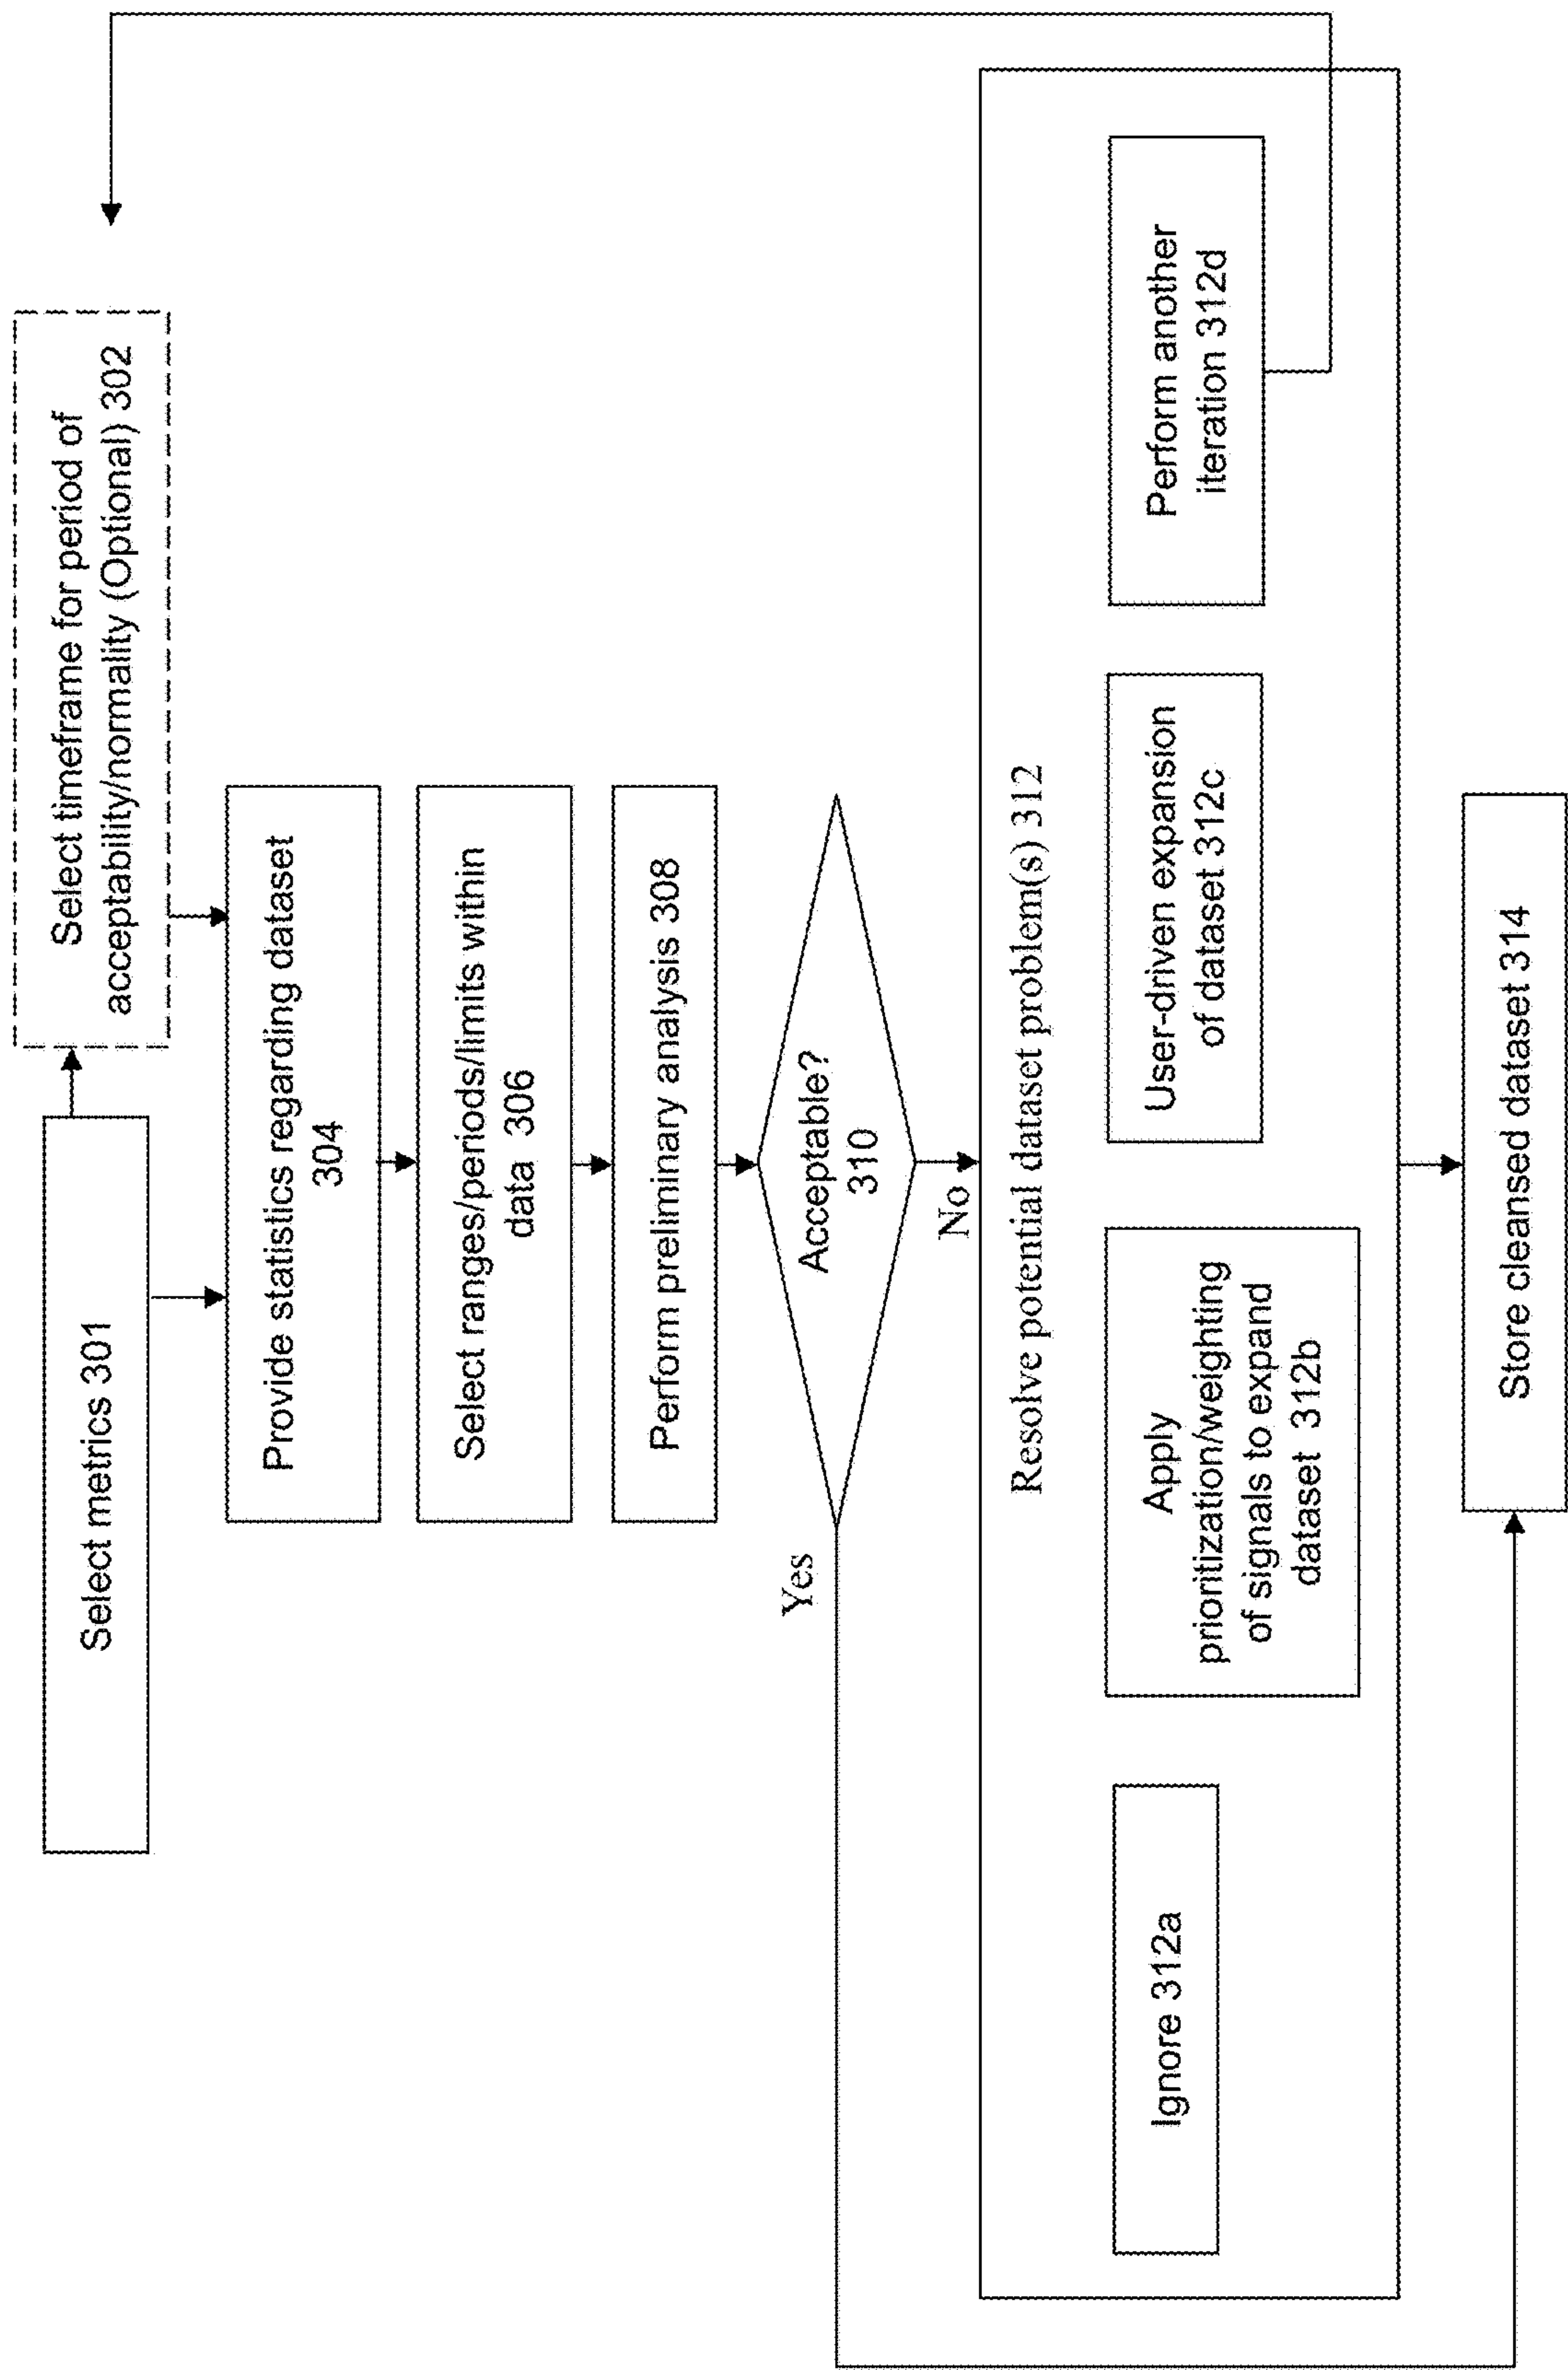 Select metrics 301
Select timeframe for period of
acceptability/normality (Optional) 302
Provide statistics regarding dataset
304
Select ranges/periods/limits within
data 306
Perform preliminary analysis 308
Acceptable?
310
Yes
No
Resolve potential dataset problem(s) 312
Ignore 312a
Apply
prioritization/weighting
of signals to expand
dataset 312b
User-driven expansion
of dataset 312c
Perform another
iteration 312d
Store cleansed dataset 314